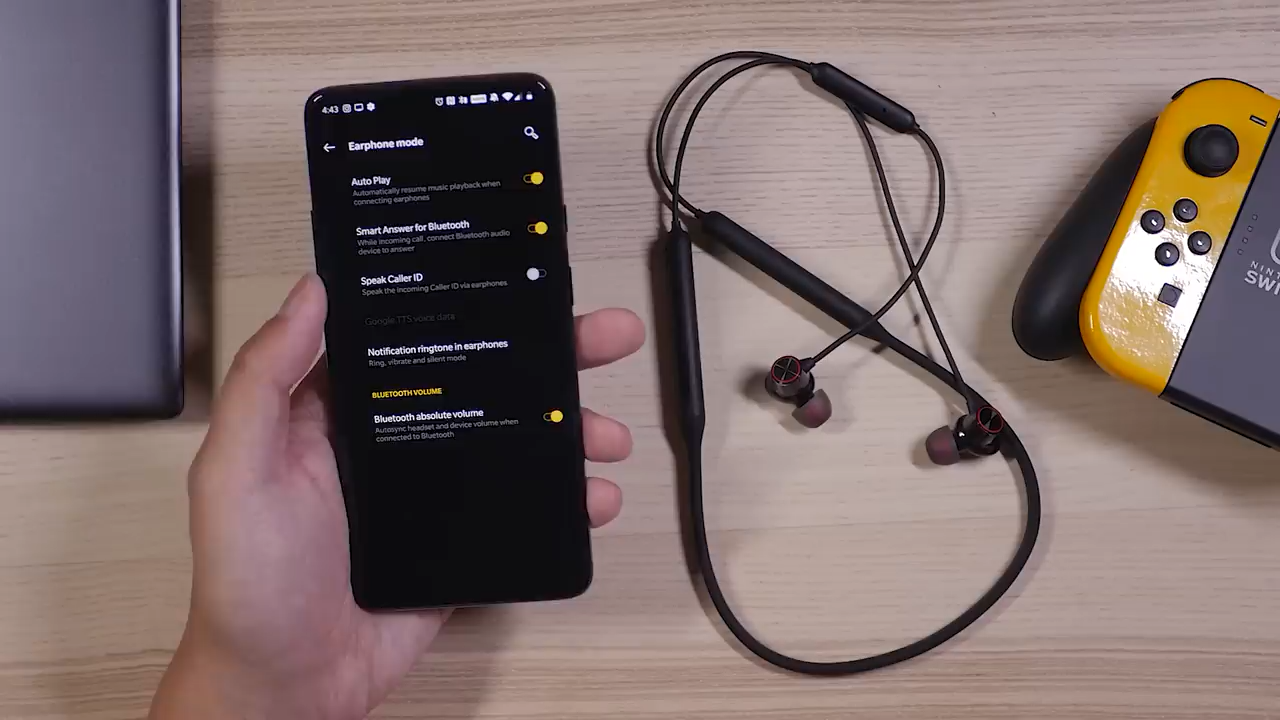 4:43
Earphone mode
Auto Play
Automatically resume music playback when
connecting earphones
Smart Answer for Bluetooth
While incoming call, connect Bluetooth audio
device to answer
Speak Caller ID
Speak the incoming Caller ID via earphones
Google TTS voice data
Notification ringtone in earphones
Ring, vibrate and silent mode
BLUETOOTH VOLUME
Bluetooth absolute volume
Autosync headset and device volume when
connected to Bluetooth